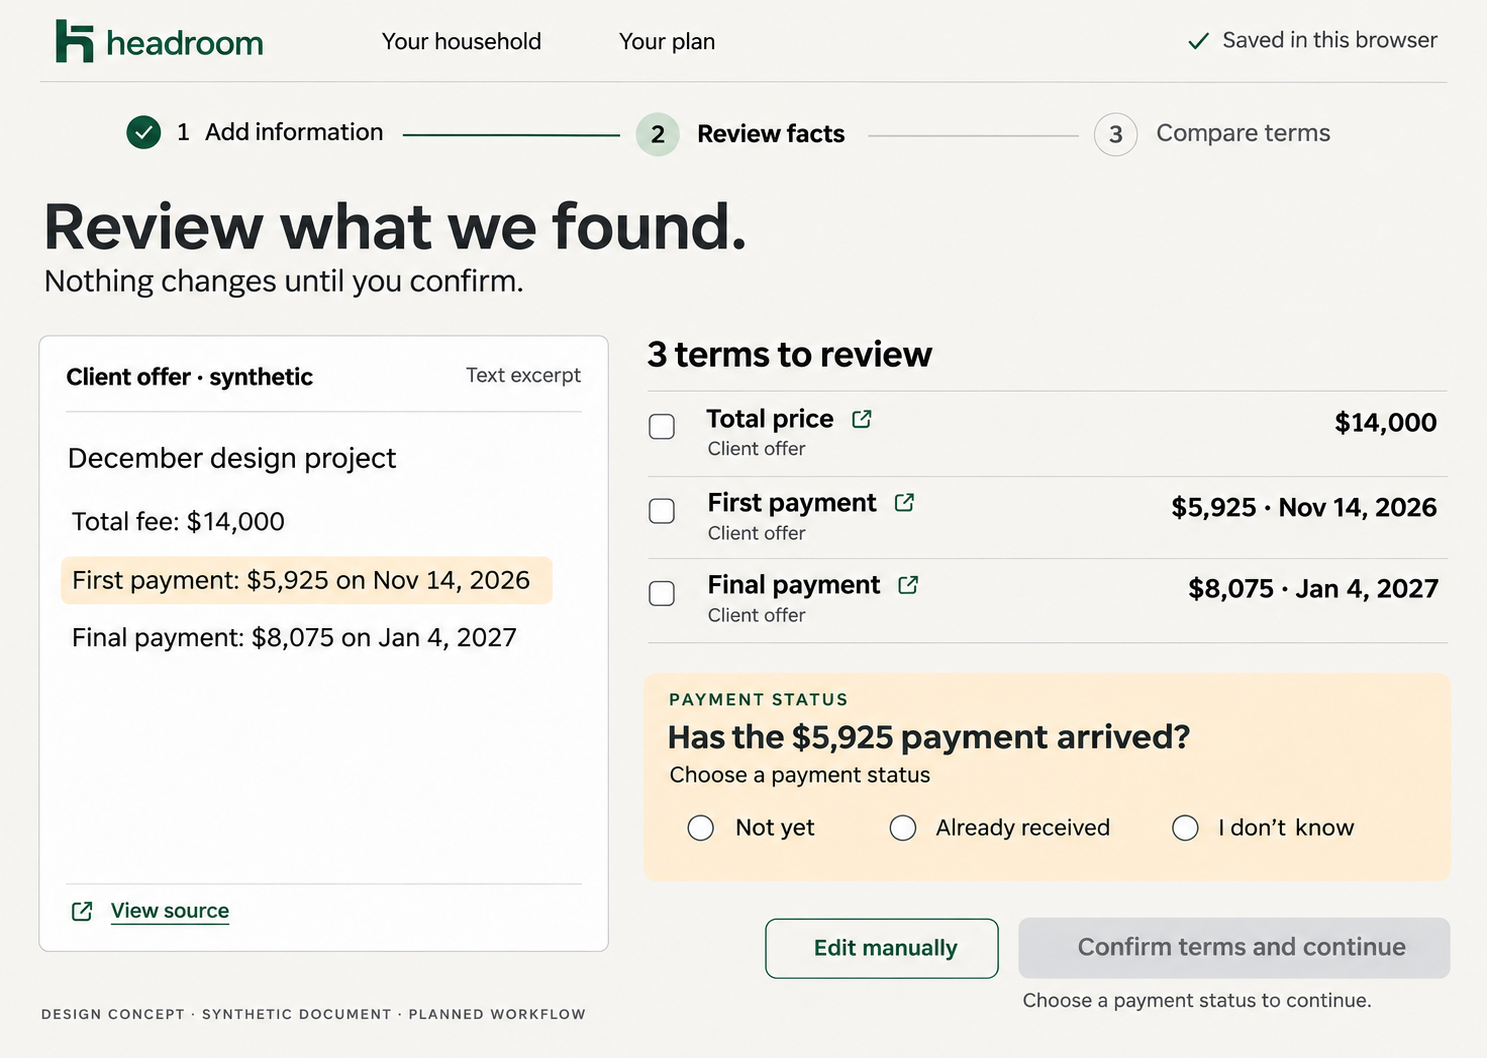 headroom
Your household
Your plan
Saved in this browser
1 Add information
2 Review facts
3 Compare terms
Review what we found.
Nothing changes until you confirm.
Client offer · synthetic
Text excerpt
December design project
Total fee: $14,000
First payment: $5,925 on Nov 14, 2026
Final payment: $8,075 on Jan 4, 2027
View source
3 terms to review
Total price
$14,000
Client offer
First payment
$5,925 · Nov 14, 2026
Client offer
Final payment
$8,075 · Jan 4, 2027
Client offer
PAYMENT STATUS
Has the $5,925 payment arrived?
Choose a payment status
Not yet
Already received
I don’t know
Edit manually
Confirm terms and continue
Choose a payment status to continue.
DESIGN CONCEPT · SYNTHETIC DOCUMENT · PLANNED WORKFLOW